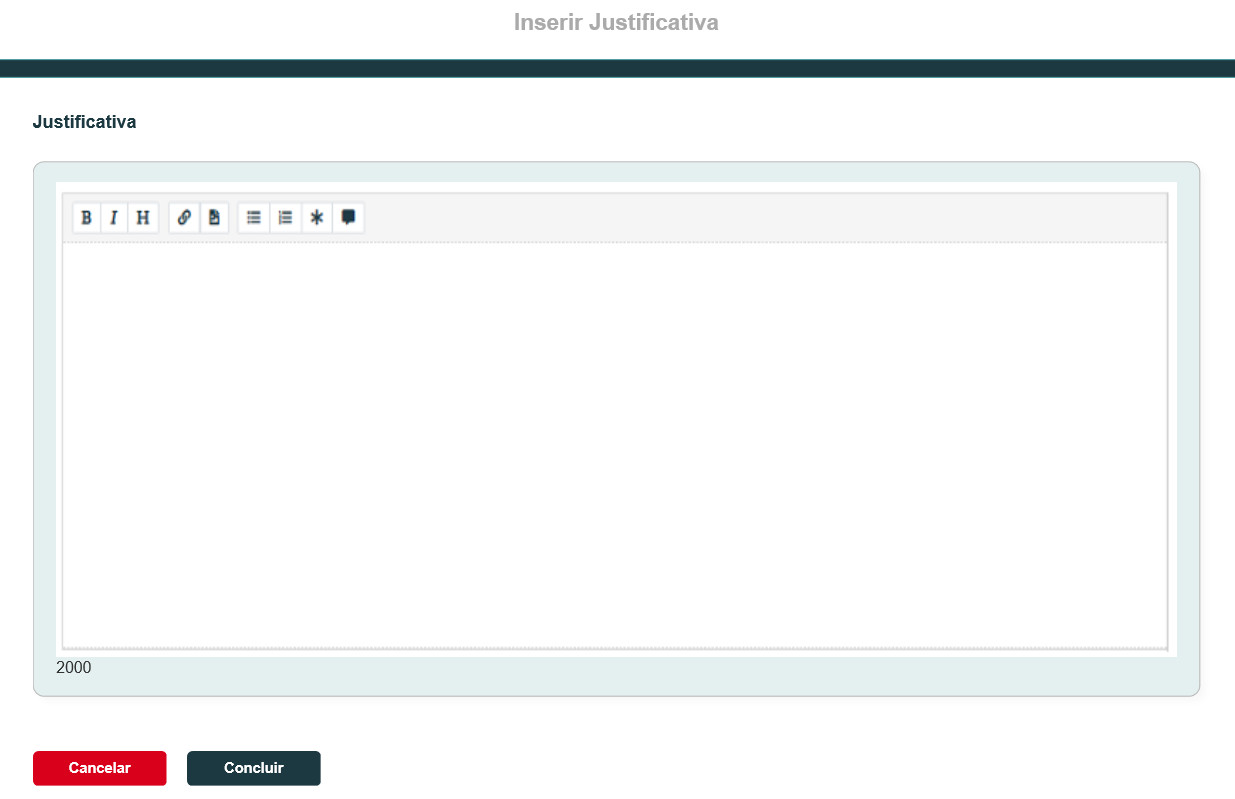 Inserir Justificativa
Justificativa
B I H
2000
Cancelar Concluir